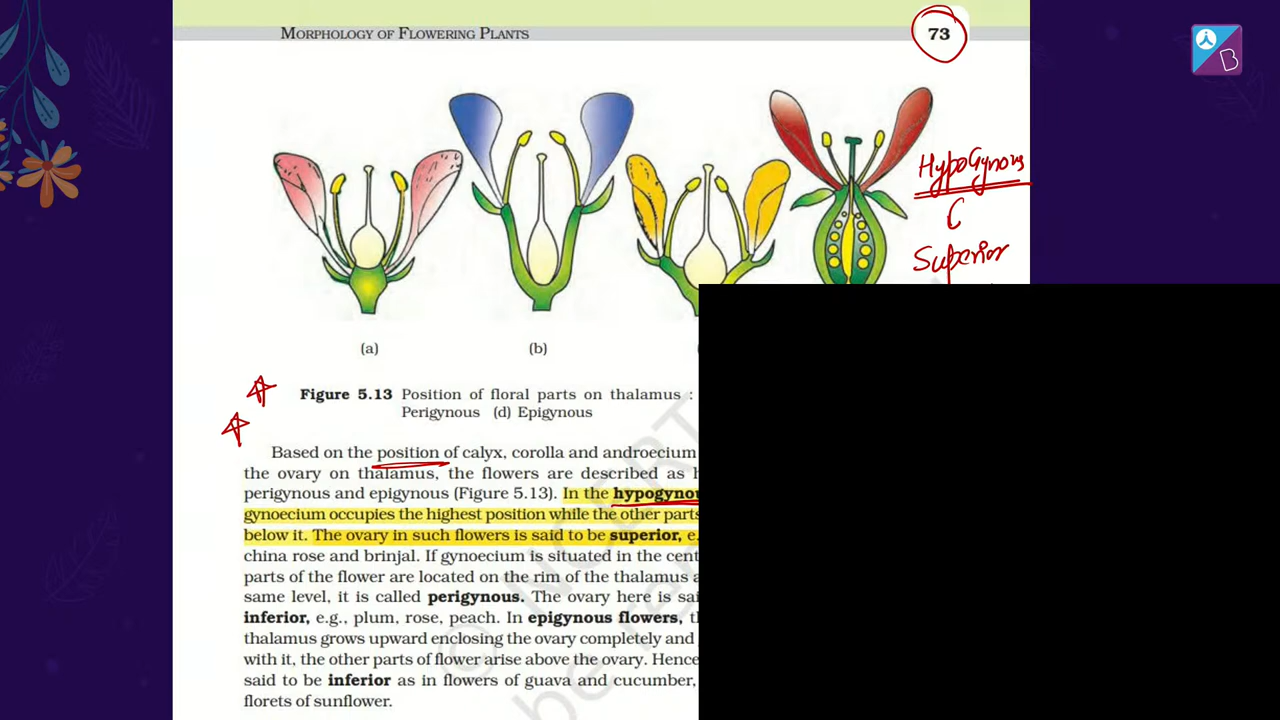 MORPHOLOGY OF FLOWERING PLANTS
73
HypoGynous
Superior
(a)
(b)
Figure 5.13 Position of floral parts on thalamus :
Perigynous (d) Epigynous
Based on the position of calyx, corolla and androecium
the ovary on thalamus, the flowers are described as
perigynous and epigynous (Figure 5.13). In the hypogynou
gynoecium occupies the highest position while the other parts
below it. The ovary in such flowers is said to be superior, e.
china rose and brinjal. If gynoecium is situated in the cent
parts of the flower are located on the rim of the thalamus a
same level, it is called perigynous. The ovary here is sai
inferior, e.g., plum, rose, peach. In epigynous flowers, th
thalamus grows upward enclosing the ovary completely and
with it, the other parts of flower arise above the ovary. Hence
said to be inferior as in flowers of guava and cucumber,
florets of sunflower.
© NCERT
be re
B